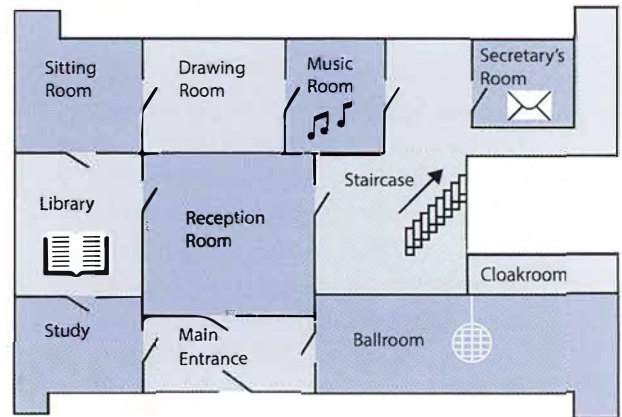 Sitting
Room
Drawing
Room
Music
Room
Secretary's
Room
Library
Reception
Room
Staircase
Cloakroom
Study
Main
Entrance
Ballroom